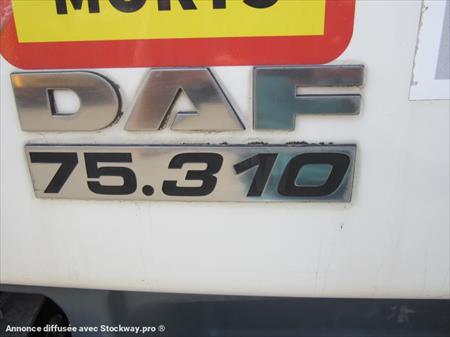 MORTS
DAF
75.310
Annonce diffusée avec Stockway.pro ®